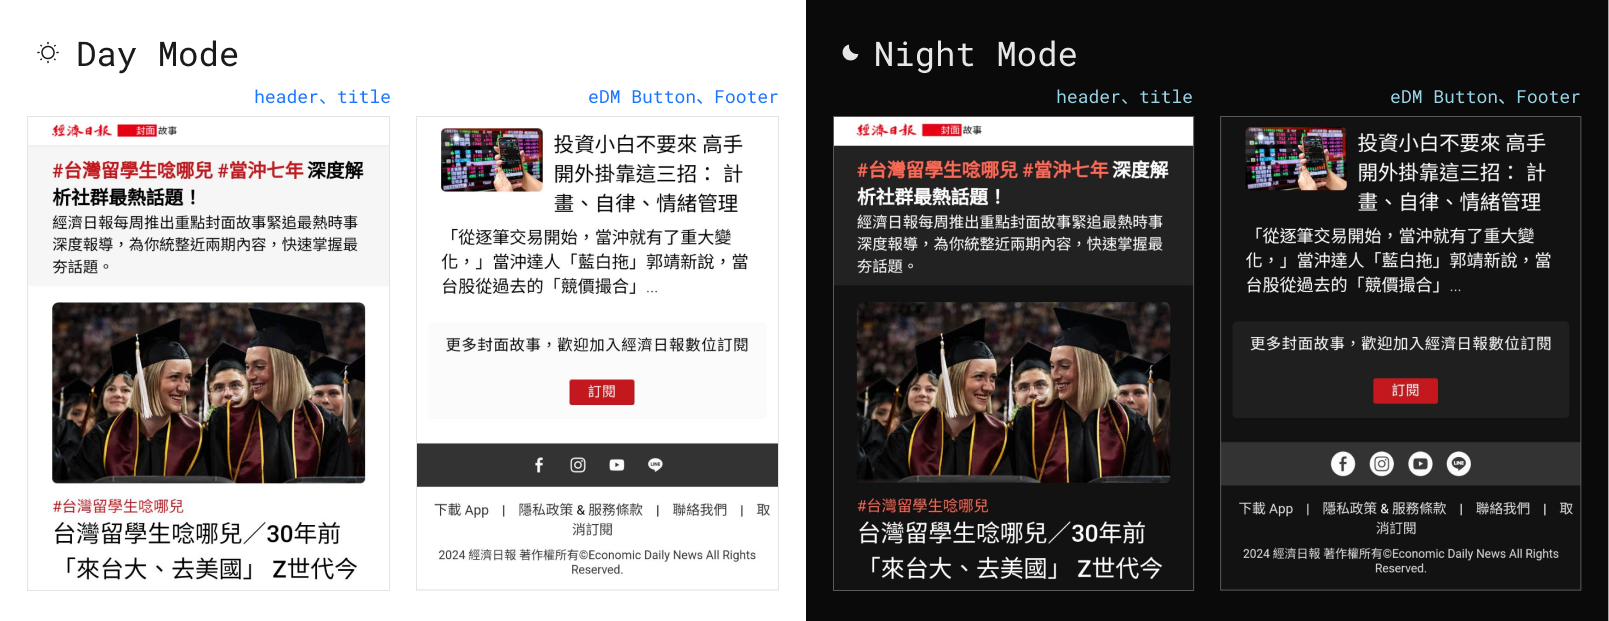 Day Mode
header、title
eDM Button、Footer
經濟日報 封面故事
#台灣留學生唸哪兒 #當沖七年 深度解
析社群最熱話題！
經濟日報每周推出重點封面故事緊追最熱時事
深度報導，為你統整近兩期內容，快速掌握最
夯話題。
#台灣留學生唸哪兒
台灣留學生唸哪兒／30年前
「來台大、去美國」 Z世代今
投資小白不要來 高手
開外掛靠這三招： 計
畫、自律、情緒管理
「從逐筆交易開始，當沖就有了重大變
化，」當沖達人「藍白拖」郭靖新說，當
台股從過去的「競價撮合」...
更多封面故事，歡迎加入經濟日報數位訂閱
訂閱
LINE
下載 App | 隱私政策 & 服務條款 | 聯絡我們 | 取
消訂閱
2024 經濟日報 著作權所有©Economic Daily News All Rights
Reserved.
Night Mode
header、title
eDM Button、Footer
經濟日報 封面故事
#台灣留學生唸哪兒 #當沖七年 深度解
析社群最熱話題！
經濟日報每周推出重點封面故事緊追最熱時事
深度報導，為你統整近兩期內容，快速掌握最
夯話題。
#台灣留學生唸哪兒
台灣留學生唸哪兒／30年前
「來台大、去美國」 Z世代今
投資小白不要來 高手
開外掛靠這三招： 計
畫、自律、情緒管理
「從逐筆交易開始，當沖就有了重大變
化，」當沖達人「藍白拖」郭靖新說，當
台股從過去的「競價撮合」...
更多封面故事，歡迎加入經濟日報數位訂閱
訂閱
LINE
下載 App | 隱私政策 & 服務條款 | 聯絡我們 | 取
消訂閱
2024 經濟日報 著作權所有©Economic Daily News All Rights
Reserved.